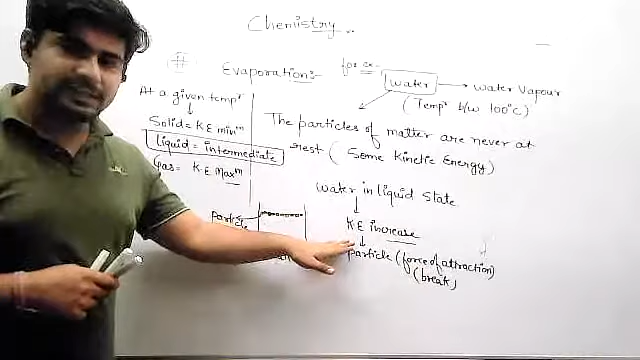 Chemistry
# Evaporation:-
for ex-
water → water vapour
(Temp^r b/w 100°C)
At a given temp^r
↓
Solid = K E min^m
liquid = intermediate
Gas = K.E Max^m
The particles of matter are never at
rest (Some Kinetic Energy)
water in liquid state
↓
K E increase
↓
particle (force of attraction)
(break)
particle